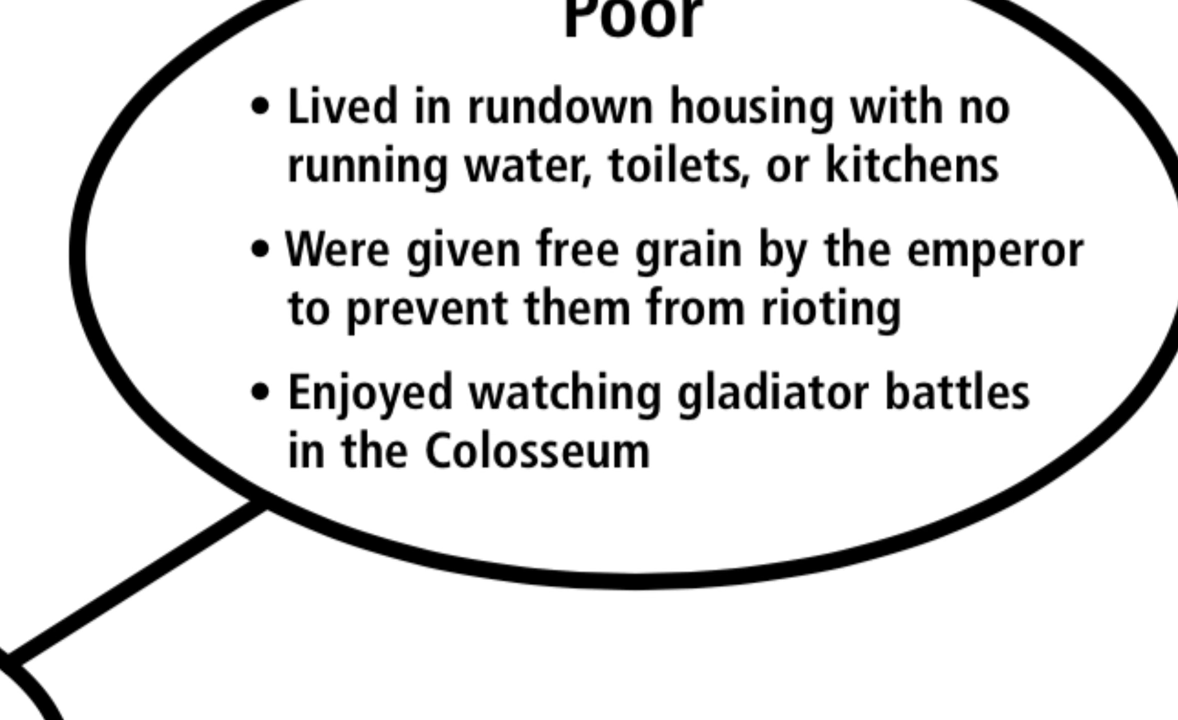 Poor
• Lived in rundown housing with no
running water, toilets, or kitchens
• Were given free grain by the emperor
to prevent them from rioting
• Enjoyed watching gladiator battles
in the Colosseum